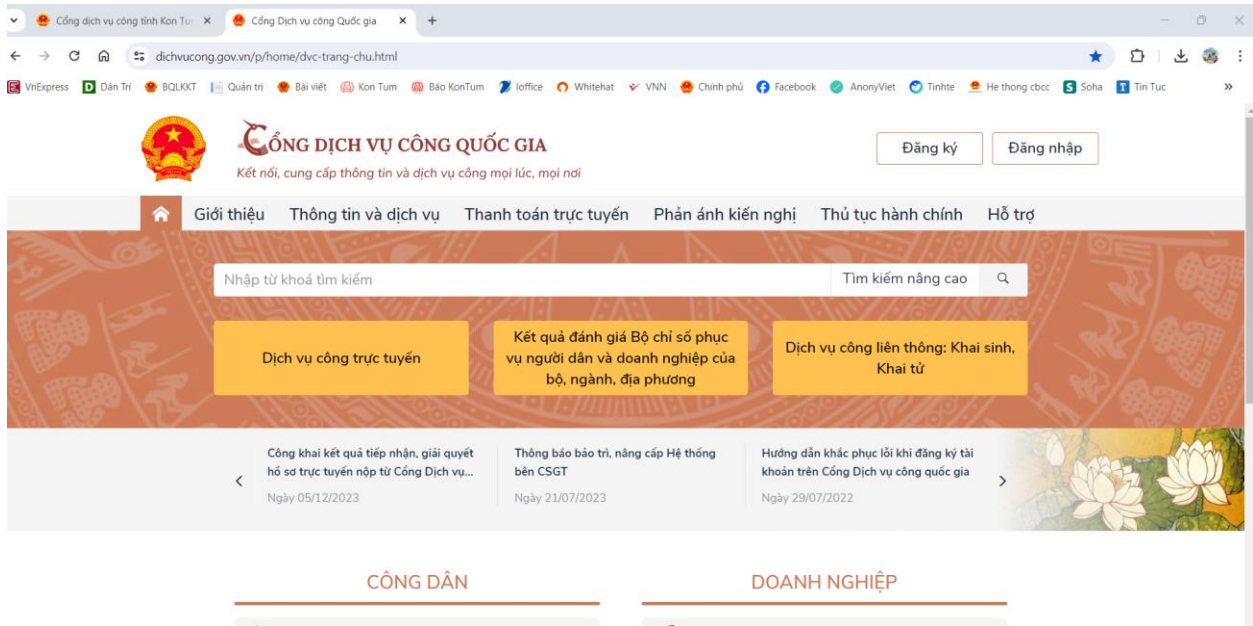 Cổng dịch vụ công tỉnh Kon Tu
Cổng Dịch vụ công Quốc gia
dichvucong.gov.vn/p/home/dvc-trang-chu.html
VnExpress Dân Trí BQLKKT Quản trị Bài viết Kon Tum Báo KonTum Ioffice Whitehat VNN Chính phủ Facebook AnonyViet Tinhte He thong cbcc Soha Tin Tuc »
CỔNG DỊCH VỤ CÔNG QUỐC GIA
Kết nối, cung cấp thông tin và dịch vụ công mọi lúc, mọi nơi
Đăng ký
Đăng nhập
Giới thiệu Thông tin và dịch vụ Thanh toán trực tuyến Phản ánh kiến nghị Thủ tục hành chính Hỗ trợ
Nhập từ khoá tìm kiếm
Tìm kiếm nâng cao
Dịch vụ công trực tuyến
Kết quả đánh giá Bộ chỉ số phục
vụ người dân và doanh nghiệp của
bộ, ngành, địa phương
Dịch vụ công liên thông: Khai sinh,
Khai tử
Công khai kết quả tiếp nhận, giải quyết
hồ sơ trực tuyến nộp từ Cổng Dịch vụ...
Ngày 05/12/2023
Thông báo bảo trì, nâng cấp Hệ thống
bên CSGT
Ngày 21/07/2023
Hướng dẫn khắc phục lỗi khi đăng ký tài
khoản trên Cổng Dịch vụ công quốc gia
Ngày 29/07/2022
CÔNG DÂN
DOANH NGHIỆP